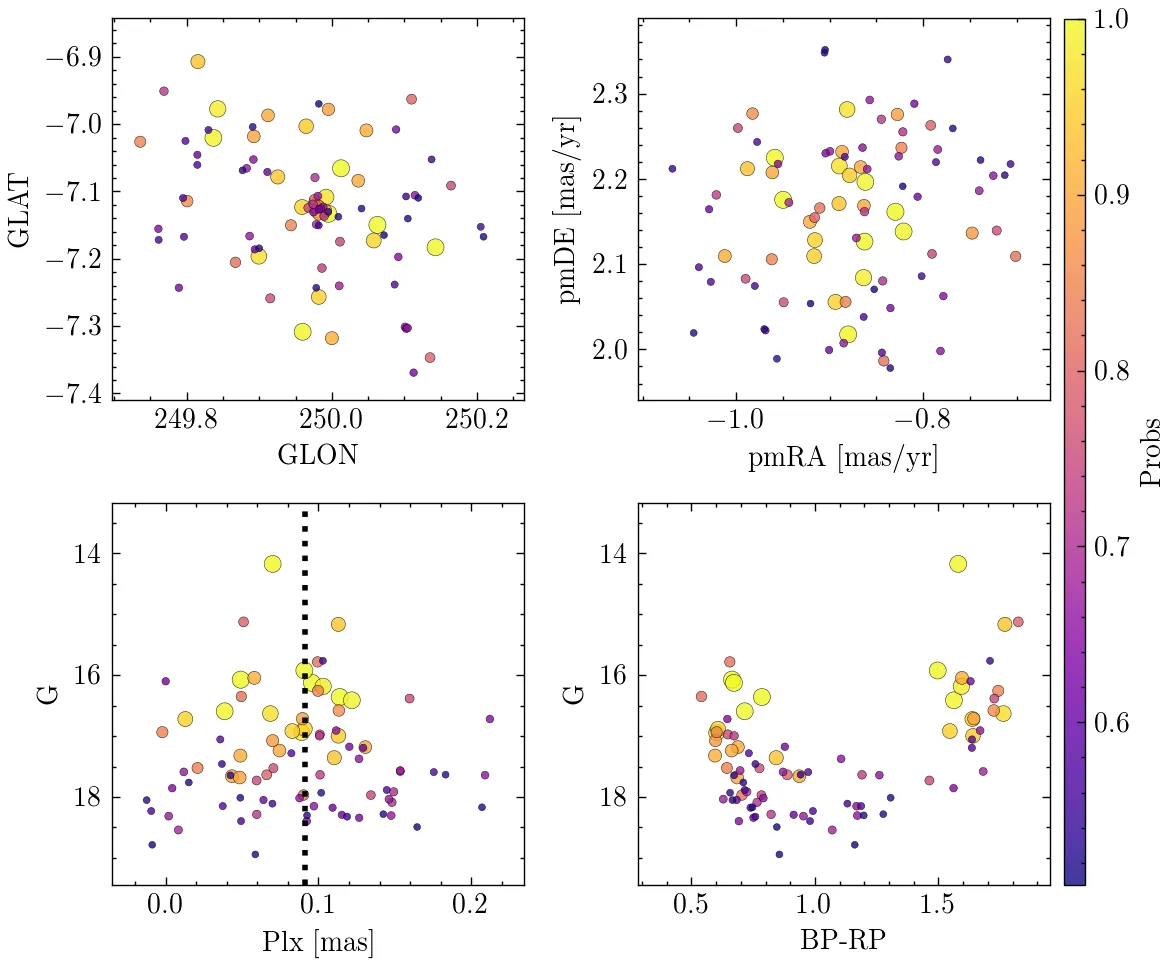 −6.9
−7.0
−7.1
−7.2
−7.3
−7.4
GLAT
249.8 250.0 250.2
GLON
2.3
2.2
2.1
2.0
pmDE [mas/yr]
−1.0 −0.8
pmRA [mas/yr]
14
16
18
G
0.0 0.1 0.2
Plx [mas]
14
16
18
G
0.5 1.0 1.5
BP-RP
1.0
0.9
0.8
0.7
0.6
Probs